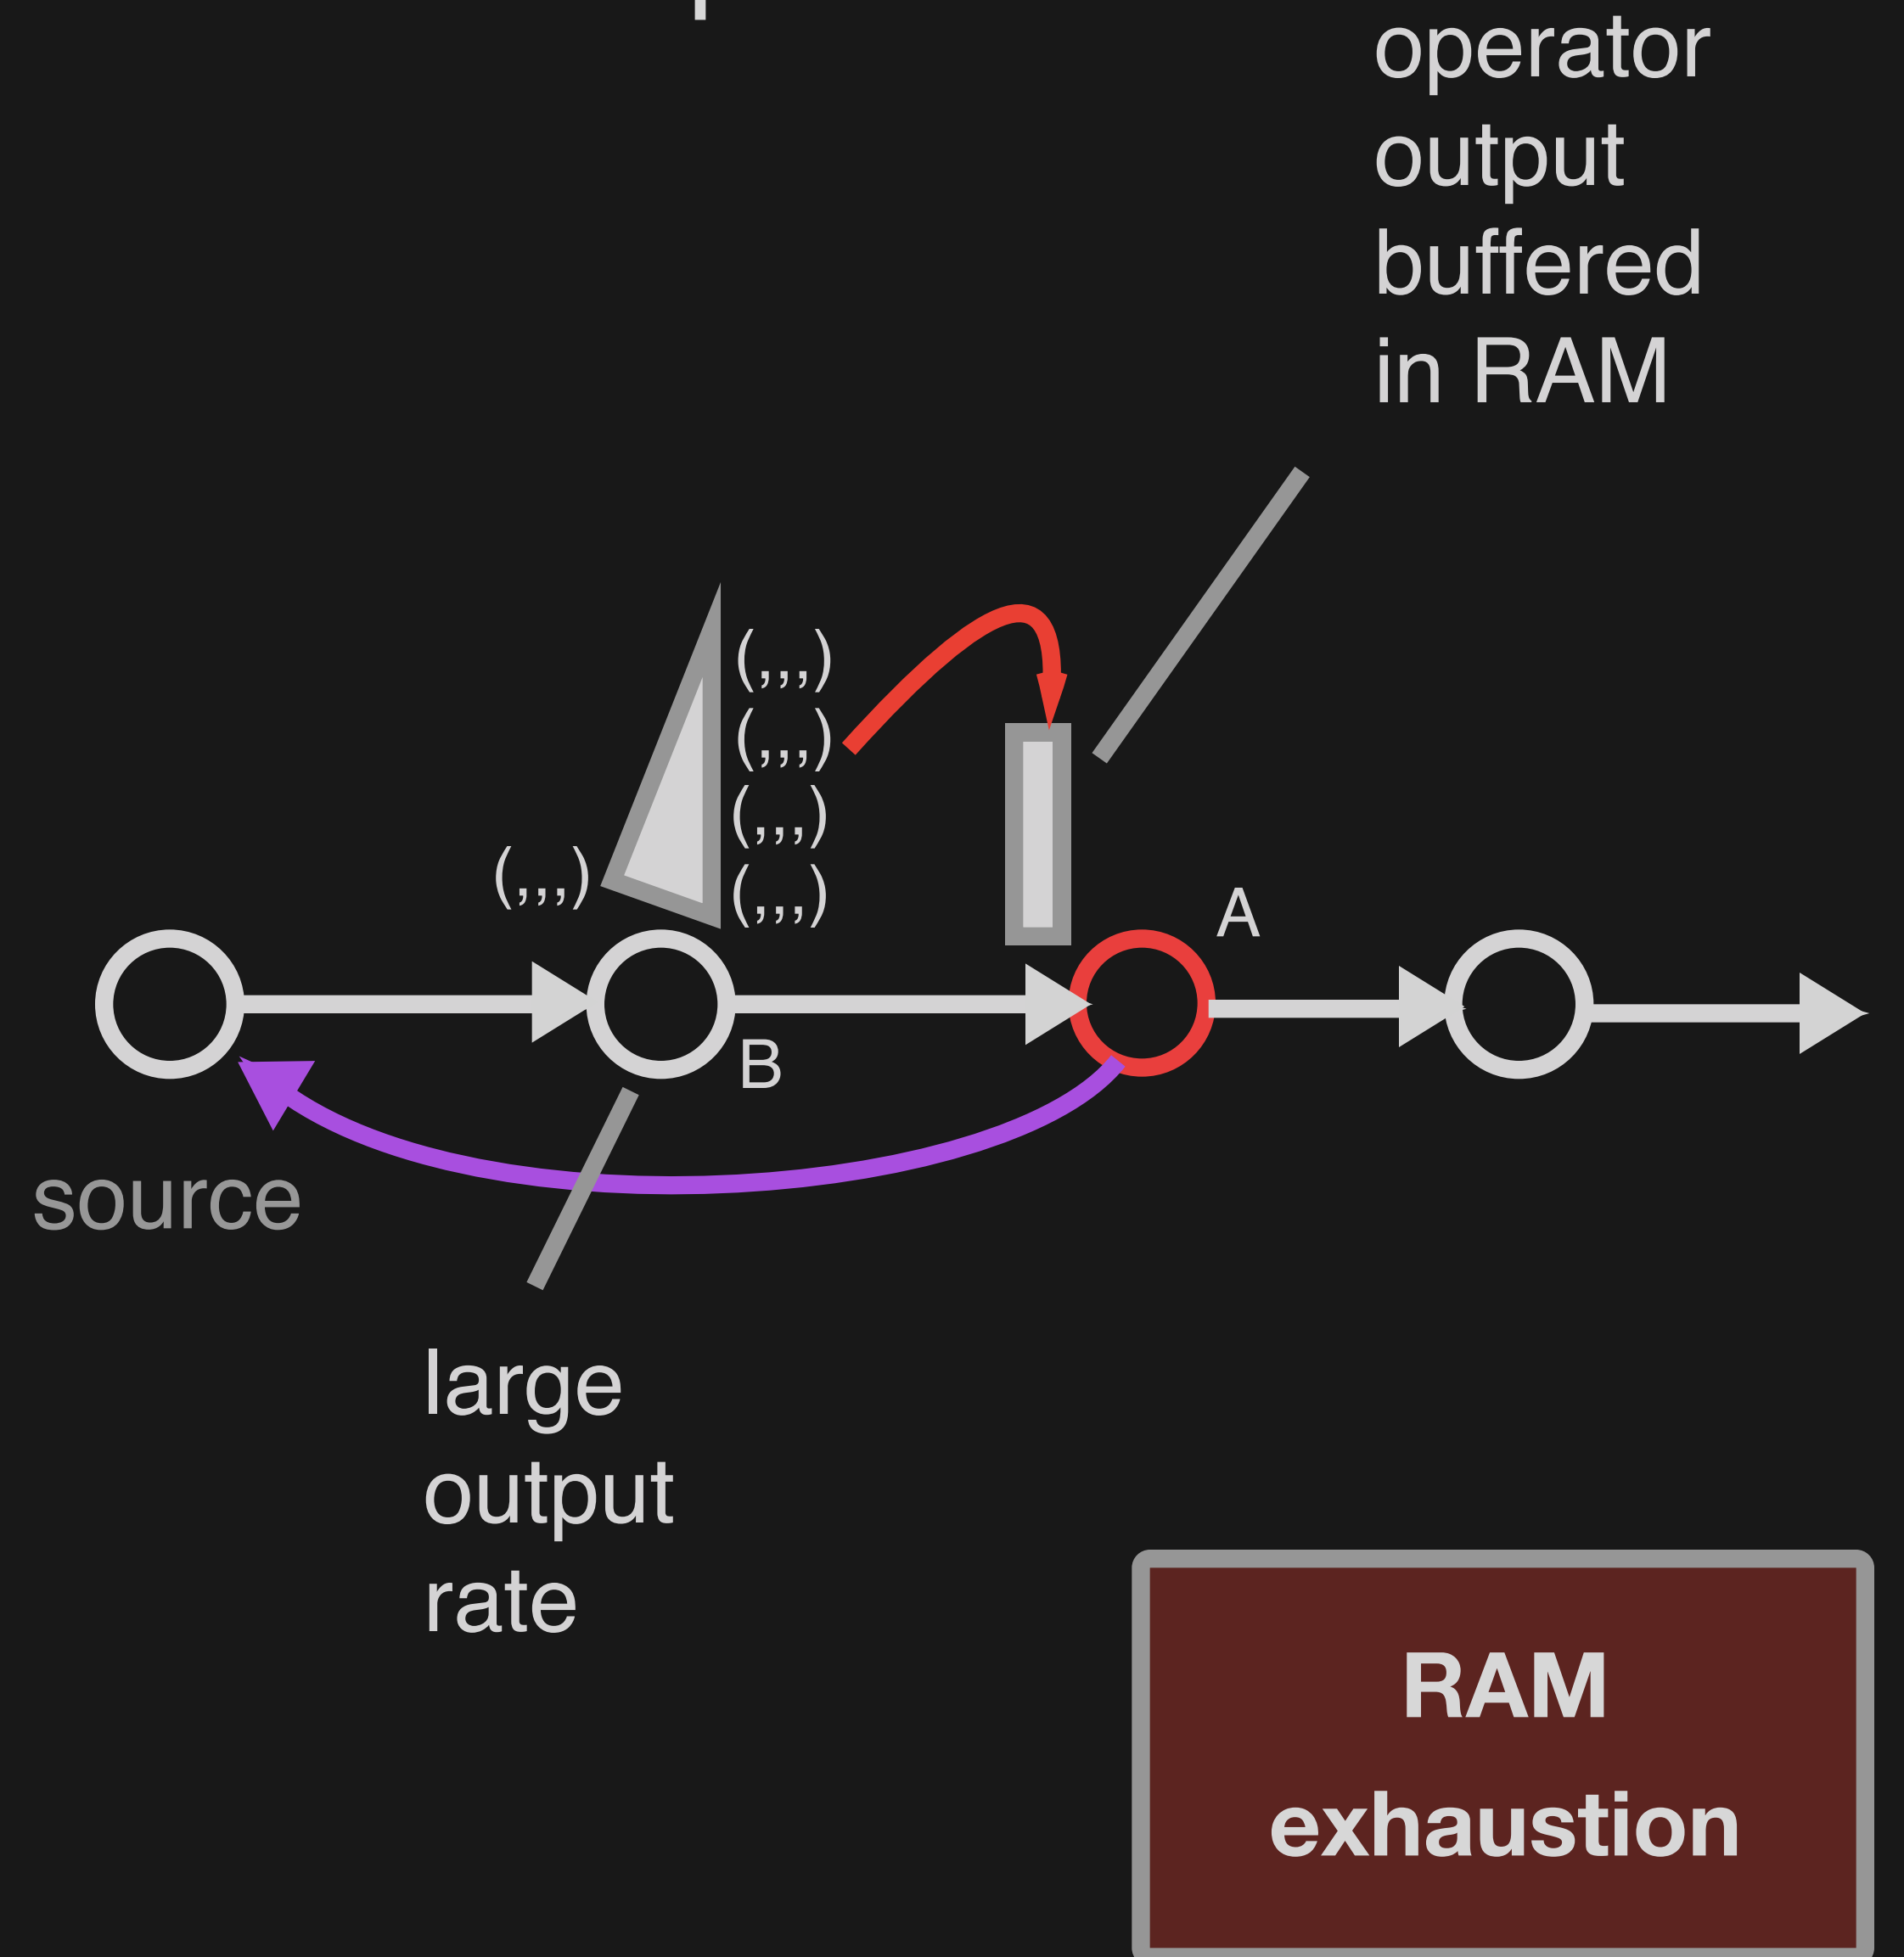 operator
output
buffered
in RAM
(,,,)
(,,,)
(,,,)
(,,,)
(,,,)
A
B
source
large
output
rate
RAM
exhaustion